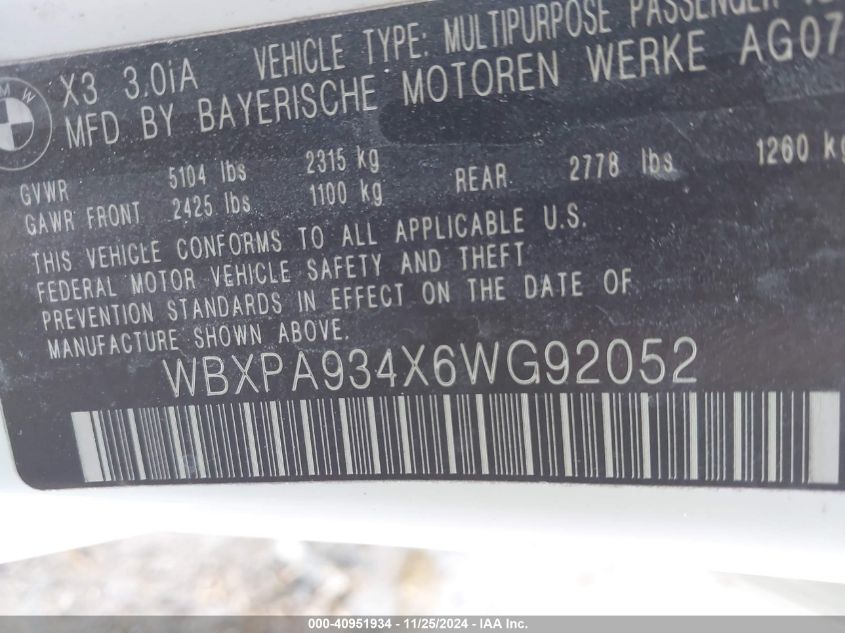 BMW
X3 3.0iA VEHICLE TYPE: MULTIPURPOSE PASSENGER
MFD BY BAYERISCHE MOTOREN WERKE AG07
GVWR 5104 lbs 2315 kg
GAWR FRONT 2425 lbs 1100 kg REAR 2778 lbs 1260 kg
THIS VEHICLE CONFORMS TO ALL APPLICABLE U.S.
FEDERAL MOTOR VEHICLE SAFETY AND THEFT
PREVENTION STANDARDS IN EFFECT ON THE DATE OF
MANUFACTURE SHOWN ABOVE.
WBXPA934X6WG92052
000-40951934 - 11/25/2024 - IAA Inc.